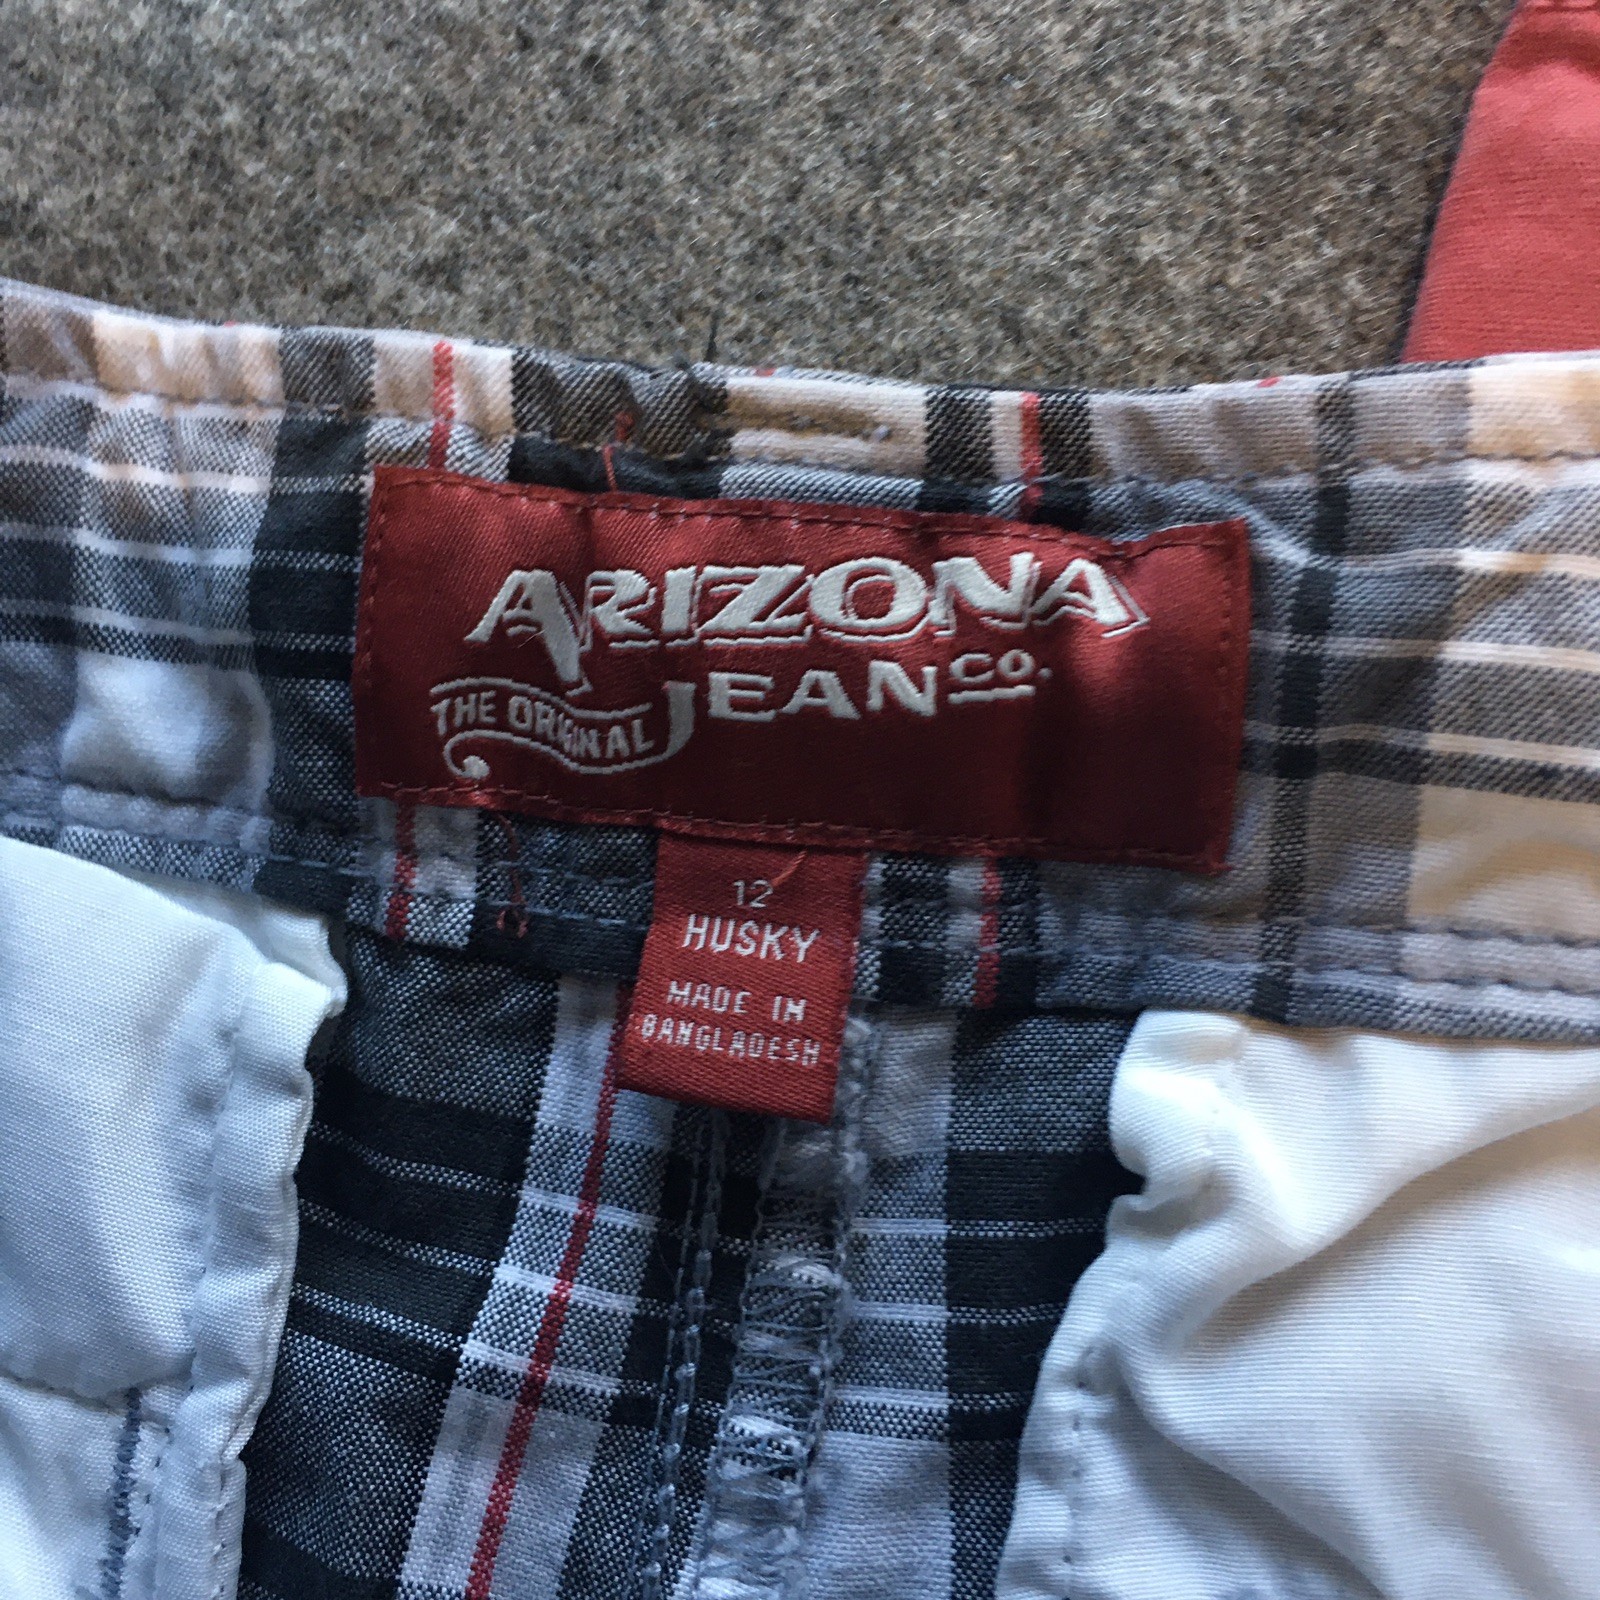 ARIZONA
JEAN CO.
THE ORIGINAL
12
HUSKY
MADE IN
BANGLADESH